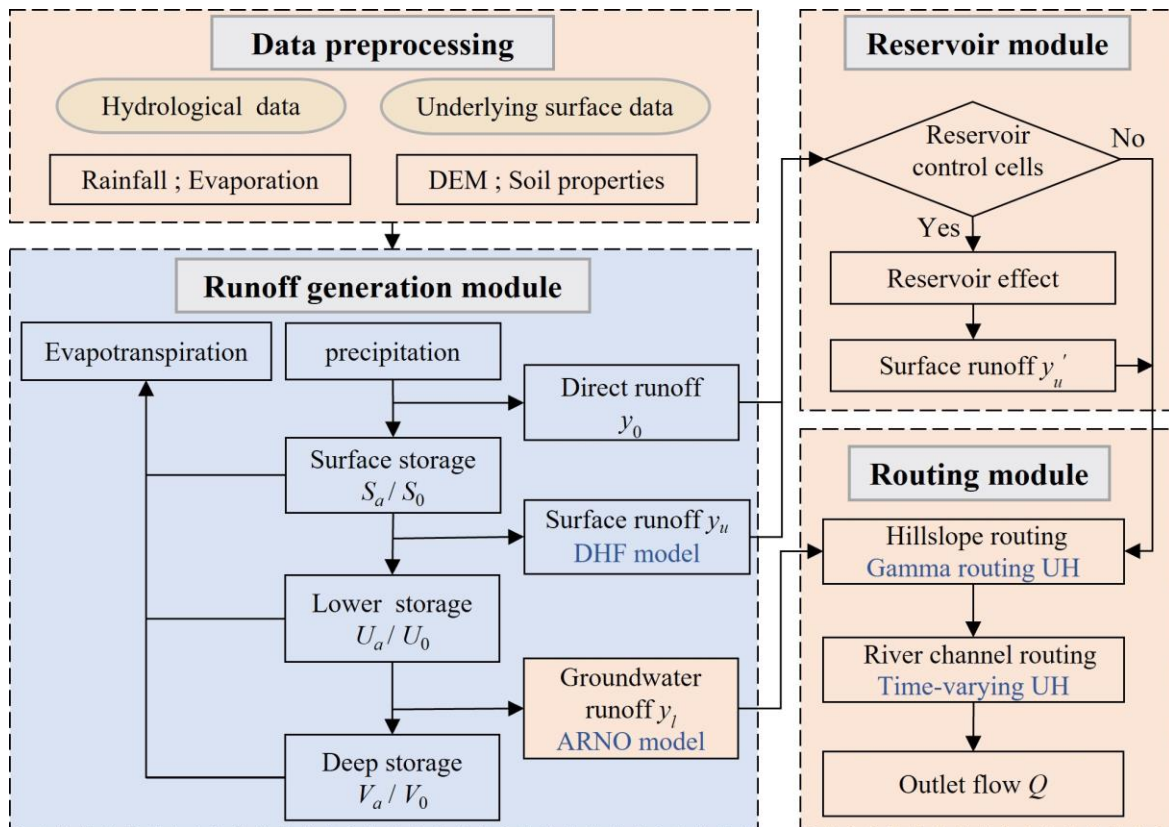 Data preprocessing
Hydrological data
Underlying surface data
Rainfall ; Evaporation
DEM ; Soil properties
Runoff generation module
Evapotranspiration
precipitation
Direct runoff
y₀
Surface storage
Sₐ / S₀
Surface runoff yᵤ
DHF model
Lower storage
Uₐ / U₀
Groundwater
runoff yₗ
ARNO model
Deep storage
Vₐ / V₀
Reservoir module
Reservoir
control cells
No
Yes
Reservoir effect
Surface runoff yᵤ′
Routing module
Hillslope routing
Gamma routing UH
River channel routing
Time-varying UH
Outlet flow Q